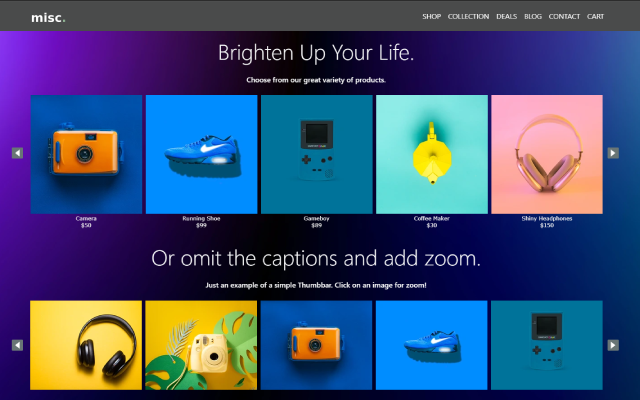 misc.
SHOP COLLECTION DEALS BLOG CONTACT CART
Brighten Up Your Life.
Choose from our great variety of products.
Camera
$50
Running Shoe
$99
Gameboy
$89
Coffee Maker
$30
Shiny Headphones
$150
Or omit the captions and add zoom.
Just an example of a simple Thumbbar. Click on an image for zoom!